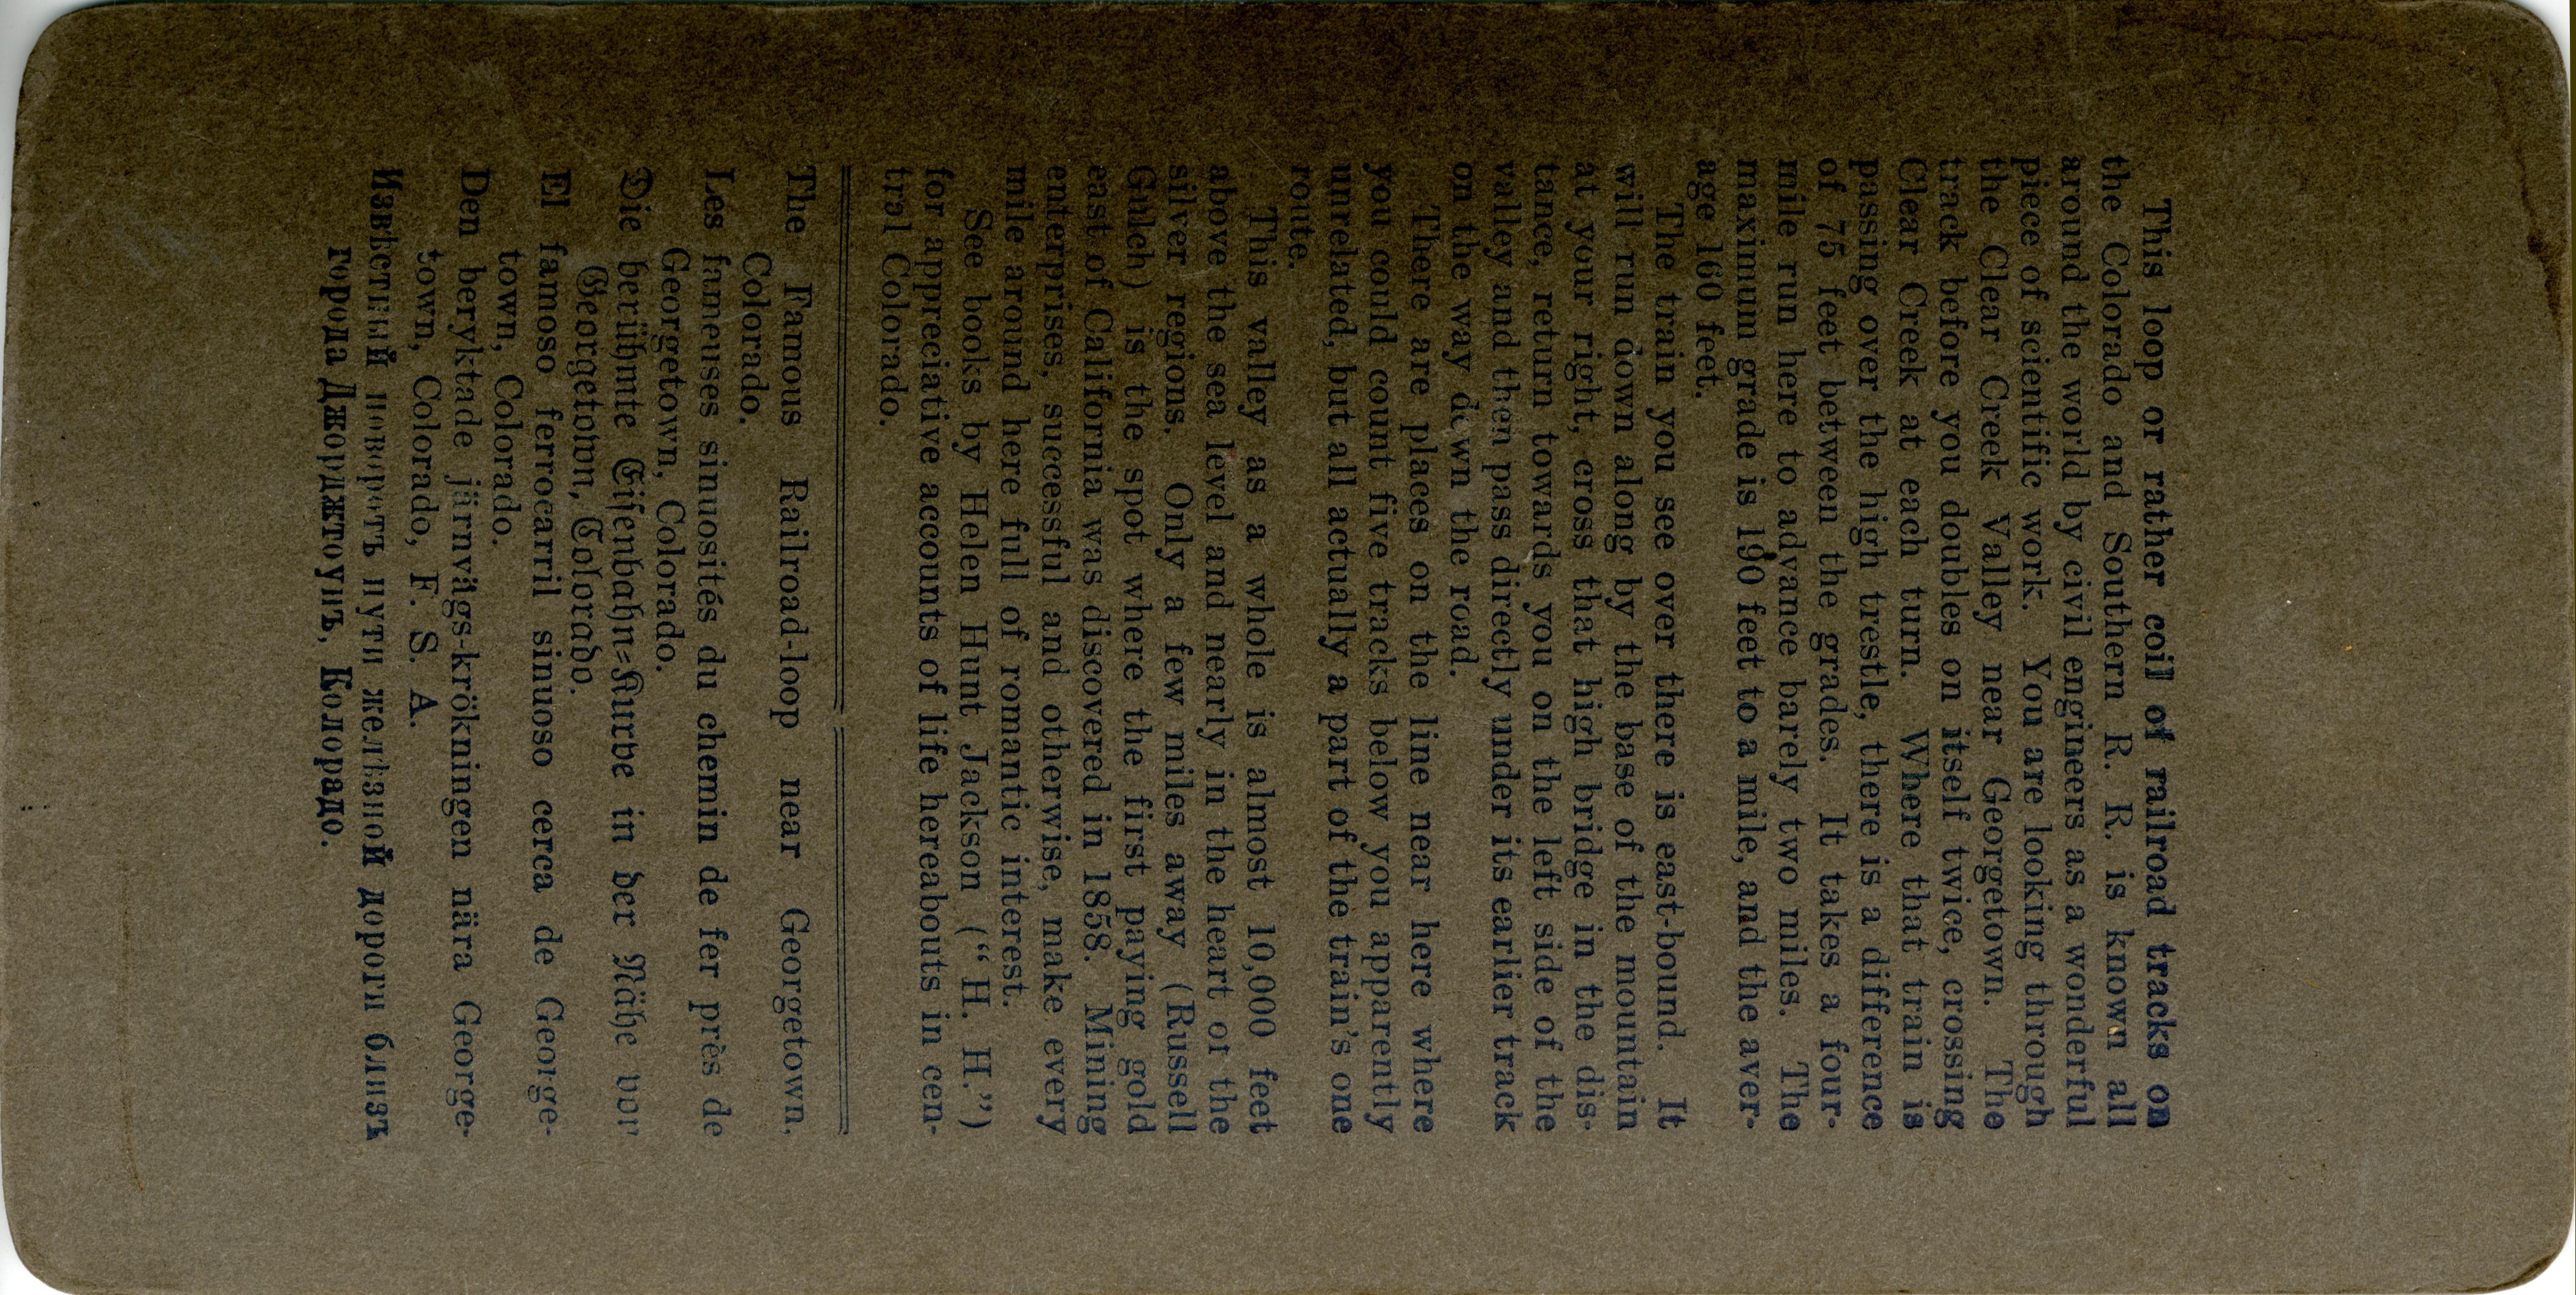 This loop or rather coil of railroad tracks on
the Colorado and Southern R. R. is known all
around the world by civil engineers as a wonderful
piece of scientific work. You are looking through
the Clear Creek Valley near Georgetown. The
track before you doubles on itself twice, crossing
Clear Creek at each turn. Where that train is
passing over the high trestle, there is a difference
of 75 feet between the grades. It takes a four-
mile run here to advance barely two miles. The
maximum grade is 190 feet to a mile, and the aver-
age 160 feet.
The train you see over there is east-bound. It
will run down along by the base of the mountain
at your right, cross that high bridge in the dis-
tance, return towards you on the left side of the
valley and then pass directly under its earlier track
on the way down the road.
There are places on the line near here where
you could count five tracks below you apparently
unrelated, but all actually a part of the train's one
route.
This valley as a whole is almost 10,000 feet
above the sea level and nearly in the heart of the
silver regions. Only a few miles away (Russell
Gulch) is the spot where the first paying gold
east of California was discovered in 1858. Mining
enterprises, successful and otherwise, make every
mile around here full of romantic interest.
See books by Helen Hunt Jackson ("H. H.")
for appreciative accounts of life hereabouts in cen-
tral Colorado.
The Famous Railroad-loop near Georgetown,
Colorado.
Les fameuses sinuosités du chemin de fer près de
Georgetown, Colorado.
Die berühmte Eisenbahn-Kurve in der Nähe von
Georgetown, Colorado.
El famoso ferrocarril sinuoso cerca de George-
town, Colorado.
Den beryktade järnvägs-krökningen nära George-
town, Colorado, F. S. A.
Извѣстный поворотъ пути желѣзной дороги близъ
города Джорджтоунъ, Колорадо.